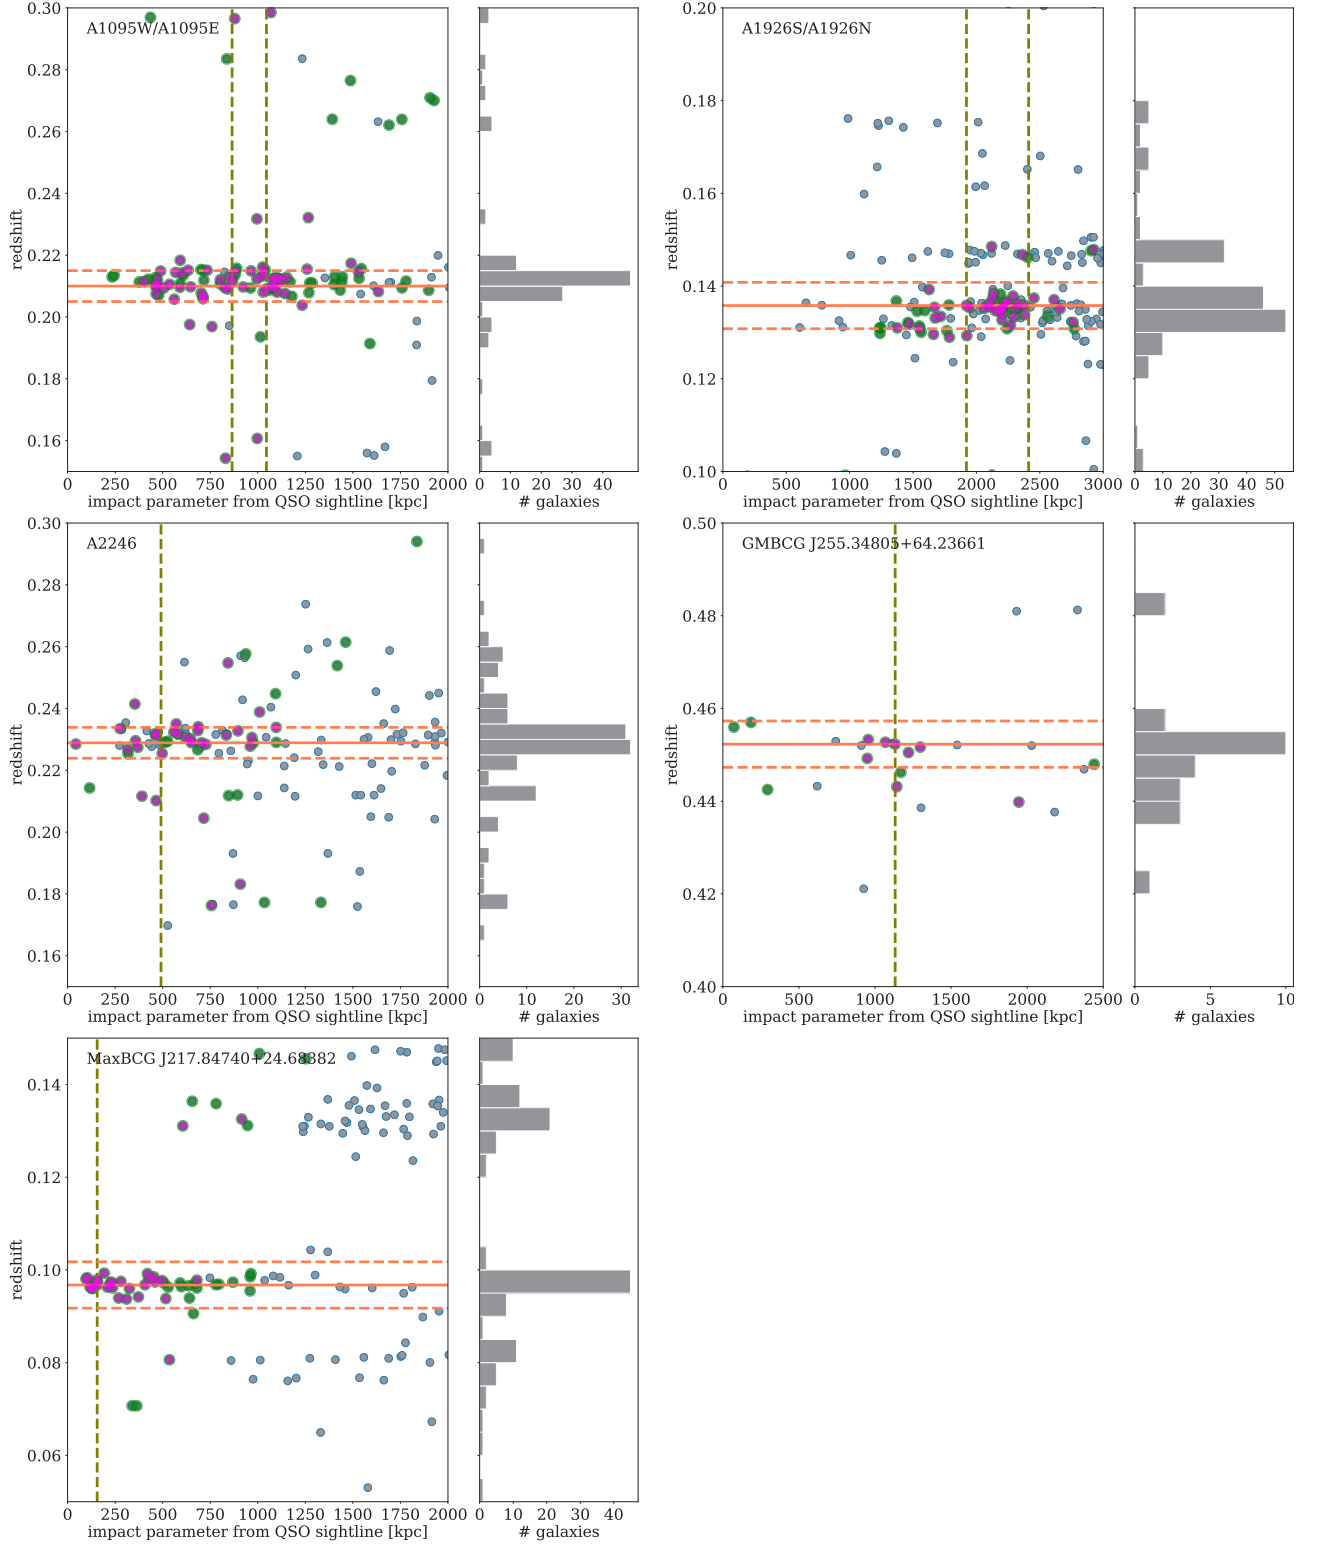 A1095W/A1095E
redshift
0.30
0.28
0.26
0.24
0.22
0.20
0.18
0.16
0 250 500 750 1000 1250 1500 1750 2000
impact parameter from QSO sightline [kpc]
0 10 20 30 40
# galaxies
A1926S/A1926N
redshift
0.20
0.18
0.16
0.14
0.12
0.10
0 500 1000 1500 2000 2500 3000
impact parameter from QSO sightline [kpc]
0 10 20 30 40 50
# galaxies
A2246
redshift
0.30
0.28
0.26
0.24
0.22
0.20
0.18
0.16
0 250 500 750 1000 1250 1500 1750 2000
impact parameter from QSO sightline [kpc]
0 10 20 30
# galaxies
GMBCG J255.34805+64.23661
redshift
0.50
0.48
0.46
0.44
0.42
0.40
0 500 1000 1500 2000 2500
impact parameter from QSO sightline [kpc]
0 5 10
# galaxies
MaxBCG J217.84740+24.68382
redshift
0.14
0.12
0.10
0.08
0.06
0 250 500 750 1000 1250 1500 1750 2000
impact parameter from QSO sightline [kpc]
0 10 20 30 40
# galaxies